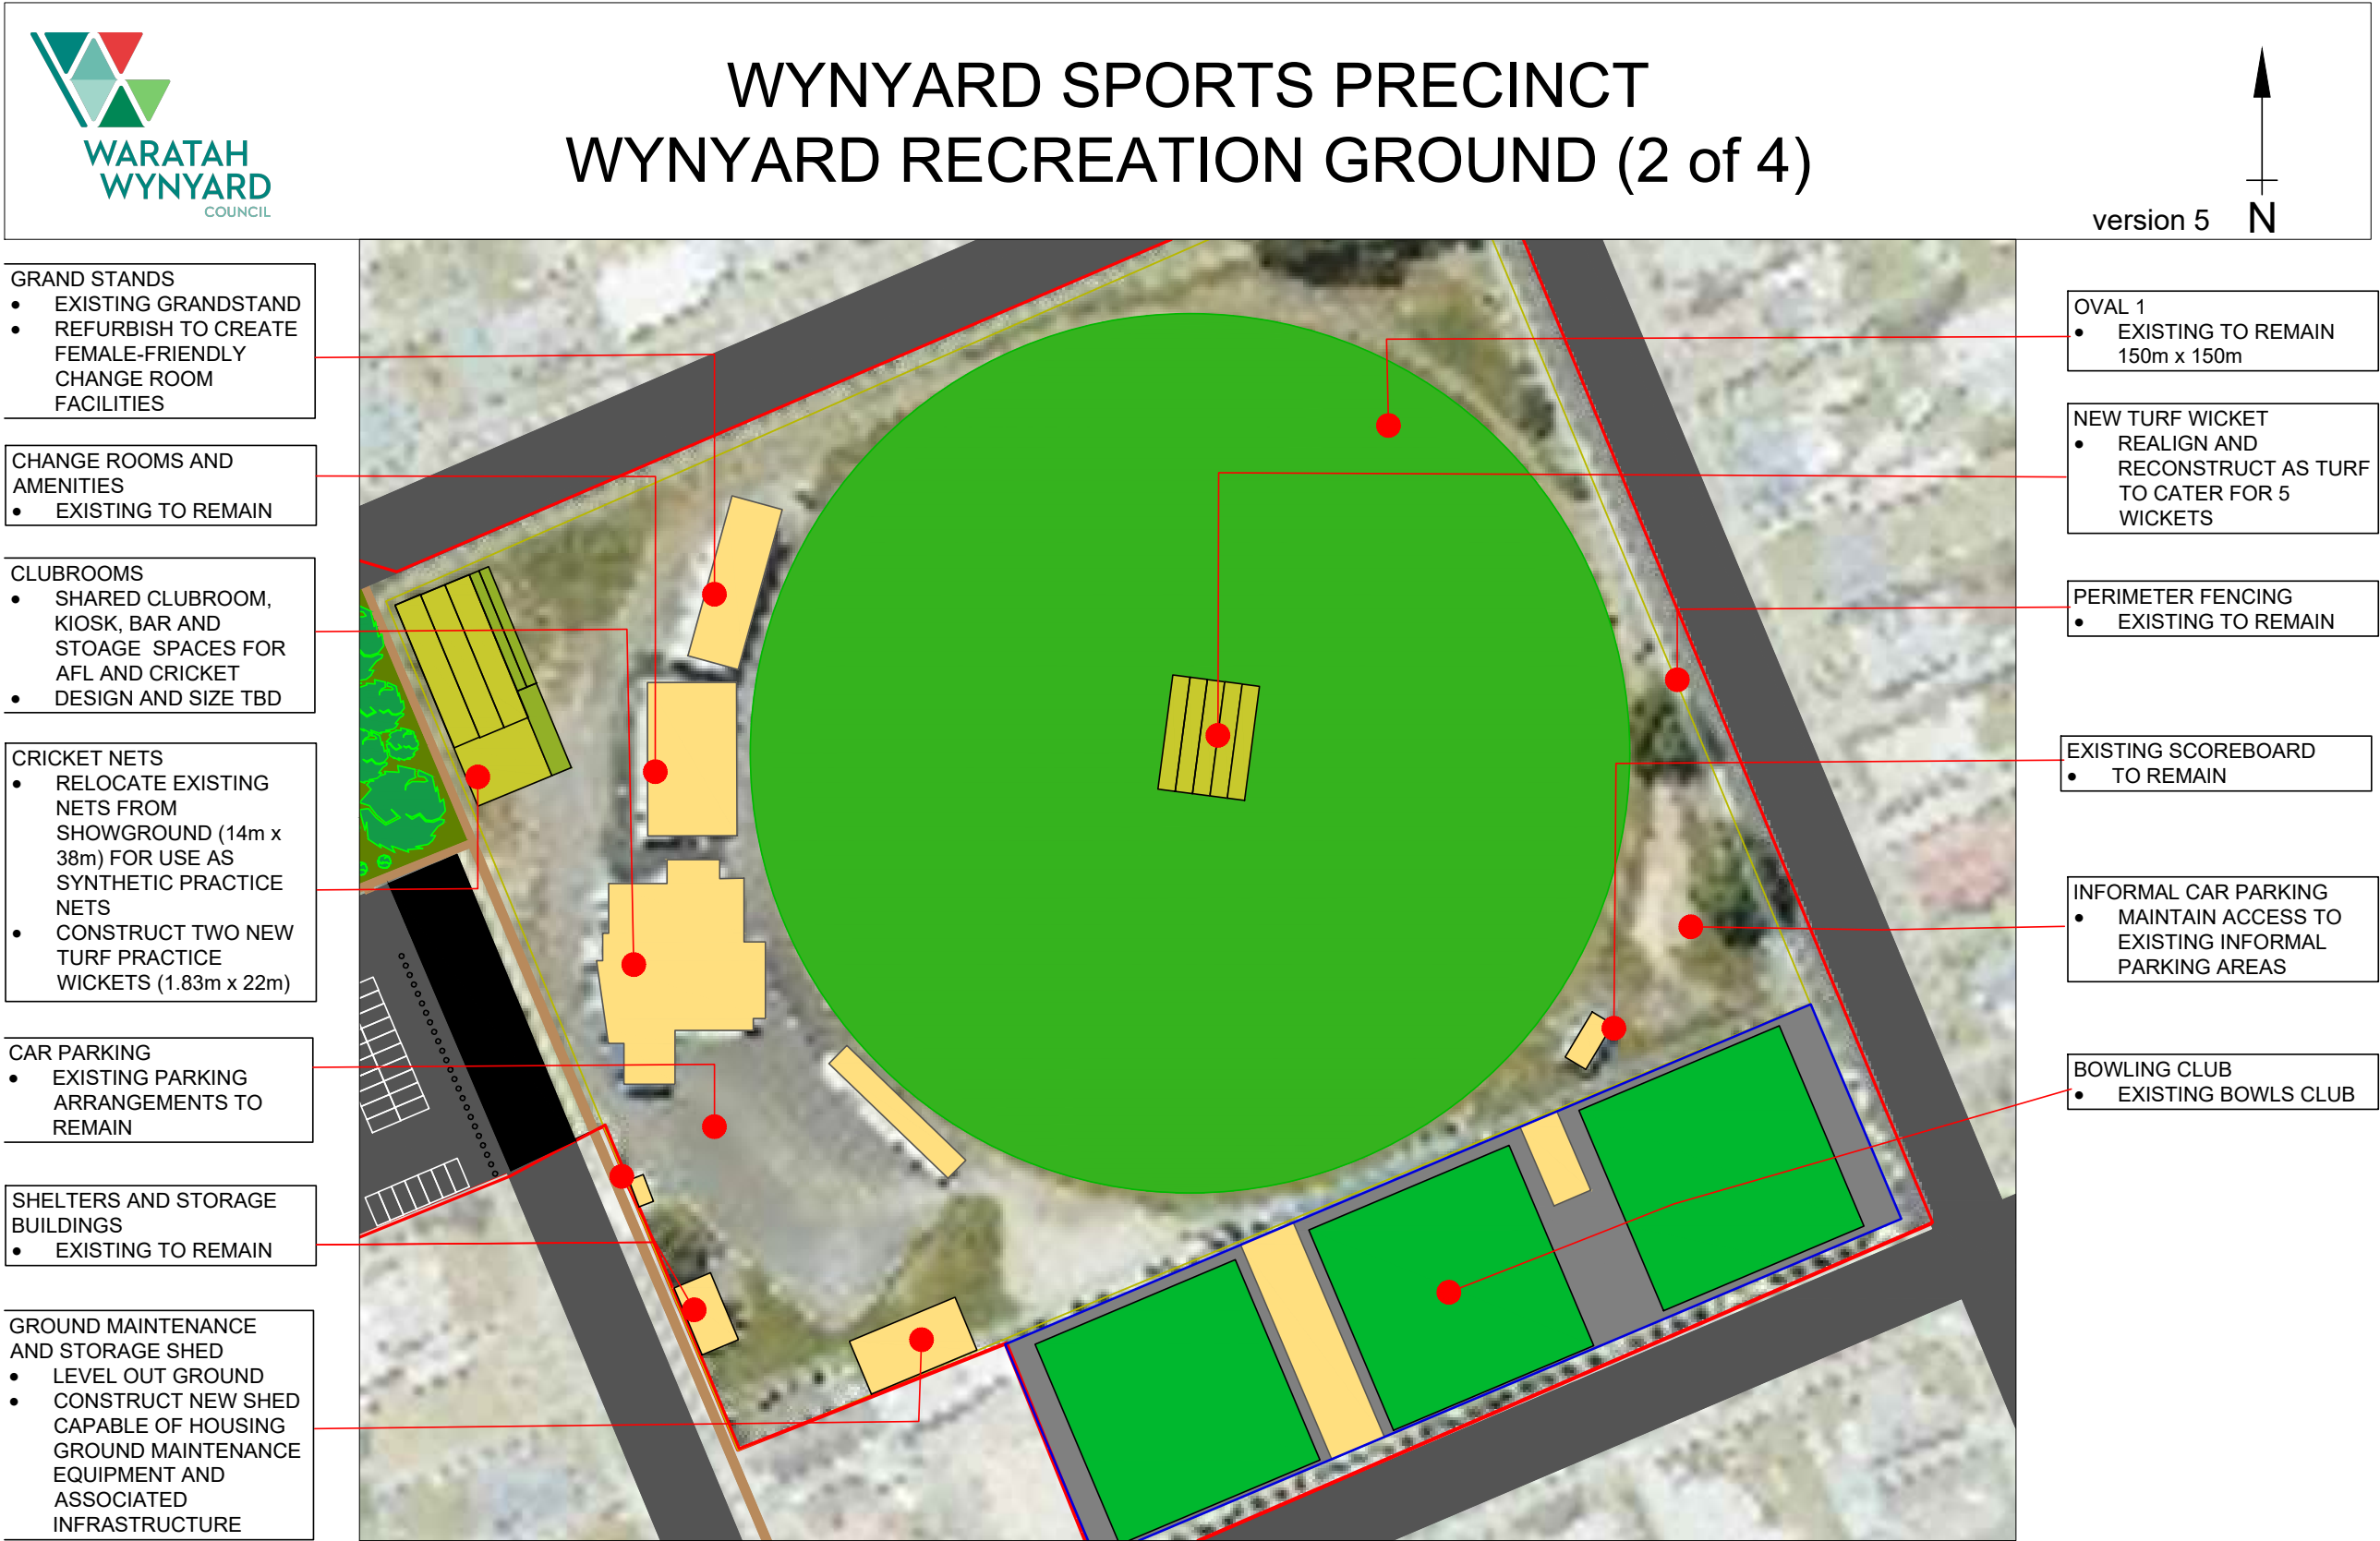 WARATAH
WYNYARD
COUNCIL
WYNYARD SPORTS PRECINCT
WYNYARD RECREATION GROUND (2 of 4)
version 5
N
GRAND STANDS
• EXISTING GRANDSTAND
• REFURBISH TO CREATE
FEMALE-FRIENDLY
CHANGE ROOM
FACILITIES
CHANGE ROOMS AND
AMENITIES
• EXISTING TO REMAIN
CLUBROOMS
• SHARED CLUBROOM,
KIOSK, BAR AND
STOAGE SPACES FOR
AFL AND CRICKET
• DESIGN AND SIZE TBD
CRICKET NETS
• RELOCATE EXISTING
NETS FROM
SHOWGROUND (14m x
38m) FOR USE AS
SYNTHETIC PRACTICE
NETS
• CONSTRUCT TWO NEW
TURF PRACTICE
WICKETS (1.83m x 22m)
CAR PARKING
• EXISTING PARKING
ARRANGEMENTS TO
REMAIN
SHELTERS AND STORAGE
BUILDINGS
• EXISTING TO REMAIN
GROUND MAINTENANCE
AND STORAGE SHED
• LEVEL OUT GROUND
• CONSTRUCT NEW SHED
CAPABLE OF HOUSING
GROUND MAINTENANCE
EQUIPMENT AND
ASSOCIATED
INFRASTRUCTURE
OVAL 1
• EXISTING TO REMAIN
150m x 150m
NEW TURF WICKET
• REALIGN AND
RECONSTRUCT AS TURF
TO CATER FOR 5
WICKETS
PERIMETER FENCING
• EXISTING TO REMAIN
EXISTING SCOREBOARD
• TO REMAIN
INFORMAL CAR PARKING
• MAINTAIN ACCESS TO
EXISTING INFORMAL
PARKING AREAS
BOWLING CLUB
• EXISTING BOWLS CLUB